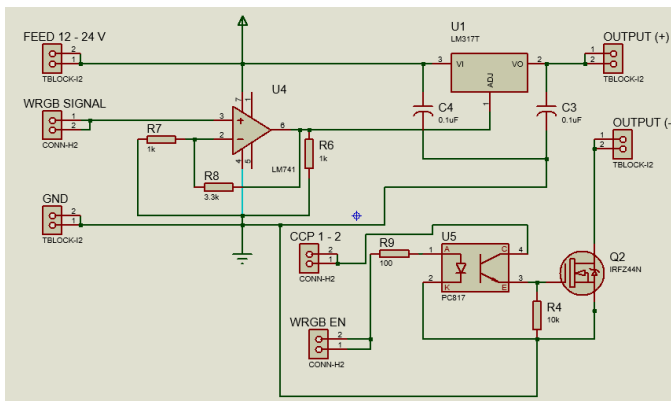 FEED 12 - 24 V
2
1
TBLOCK-I2
WRGB SIGNAL
1
2
CONN-H2
GND
2
1
TBLOCK-I2
R7
1k
R8
3.3k
U4
3
2
7
1
6
4
5
LM741
R6
1k
U1
LM317T
3
VI
VO
2
ADJ
1
C4
0.1uF
C3
0.1uF
OUTPUT (+)
1
2
TBLOCK-I2
OUTPUT (-
1
2
TBLOCK-I2
CCP 1 - 2
2
1
CONN-H2
R9
100
U5
1
A
C
4
2
K
E
3
PC817
Q2
IRFZ44N
R4
10k
WRGB EN
2
1
CONN-H2